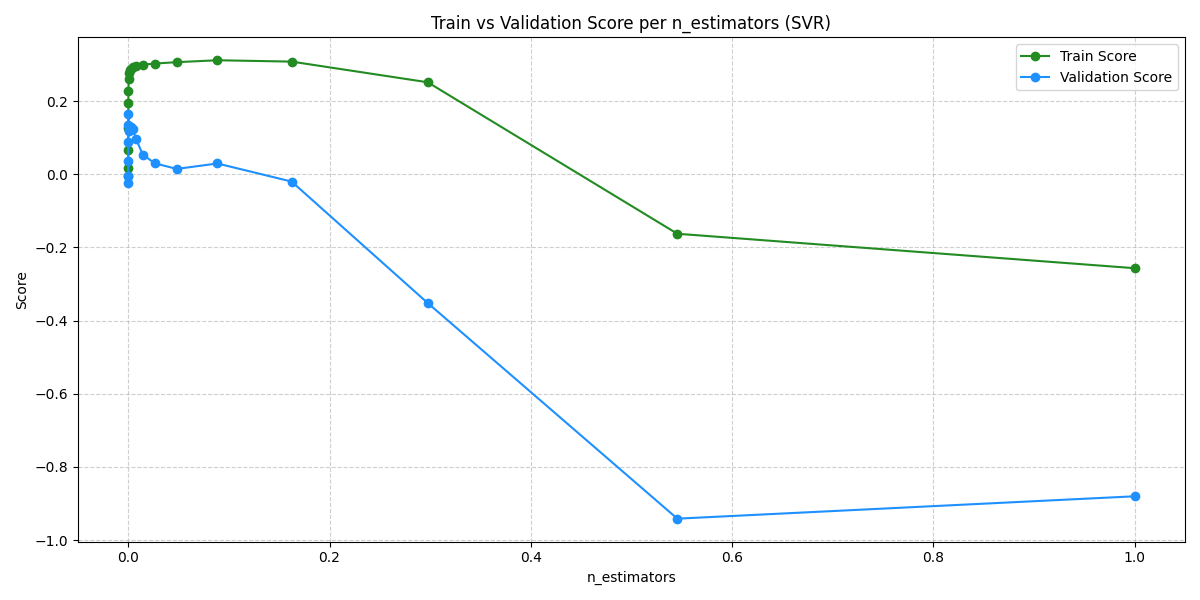 Train vs Validation Score per n_estimators (SVR)
Train Score
Validation Score
Score
0.2
0.0
−0.2
−0.4
−0.6
−0.8
−1.0
0.0 0.2 0.4 0.6 0.8 1.0
n_estimators